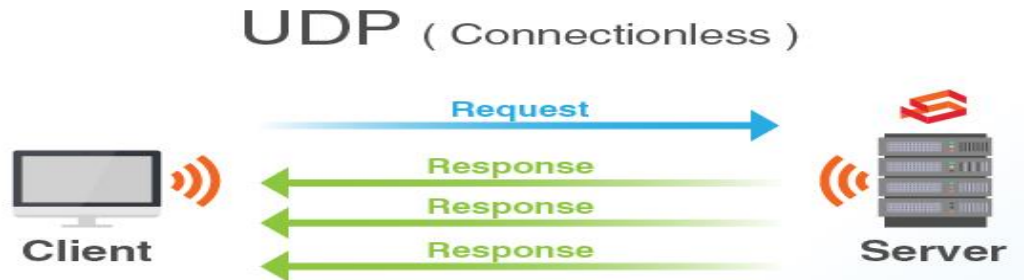 UDP ( Connectionless )
Request
Response
Response
Response
Client
Server